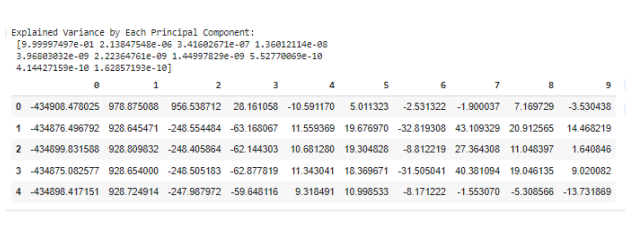 Explained Variance by Each Principal Component:
[9.99997497e-01 2.13847548e-06 3.41602671e-07 1.36012114e-08
3.96803032e-09 2.22364761e-09 1.44997829e-09 5.52770069e-10
4.14427159e-10 1.62857193e-10]
0 1 2 3 4 5 6 7 8 9
0 -434908.478025 978.875088 956.538712 28.161058 -10.591170 5.011323 -2.531322 -1.900037 7.169729 -3.530438
1 -434876.496792 928.645471 -248.554484 -63.168067 11.559369 19.676970 -32.819308 43.109329 20.912565 14.468219
2 -434899.831588 928.809832 -248.405864 -62.144303 10.681280 19.304828 -8.812219 27.364308 11.048397 1.640846
3 -434875.082577 928.654000 -248.505183 -62.877819 11.343041 18.369671 -31.505041 40.381094 19.046135 9.020082
4 -434898.417151 928.724914 -247.987972 -59.648116 9.318491 10.998533 -8.171222 -1.553070 -5.308566 -13.731869